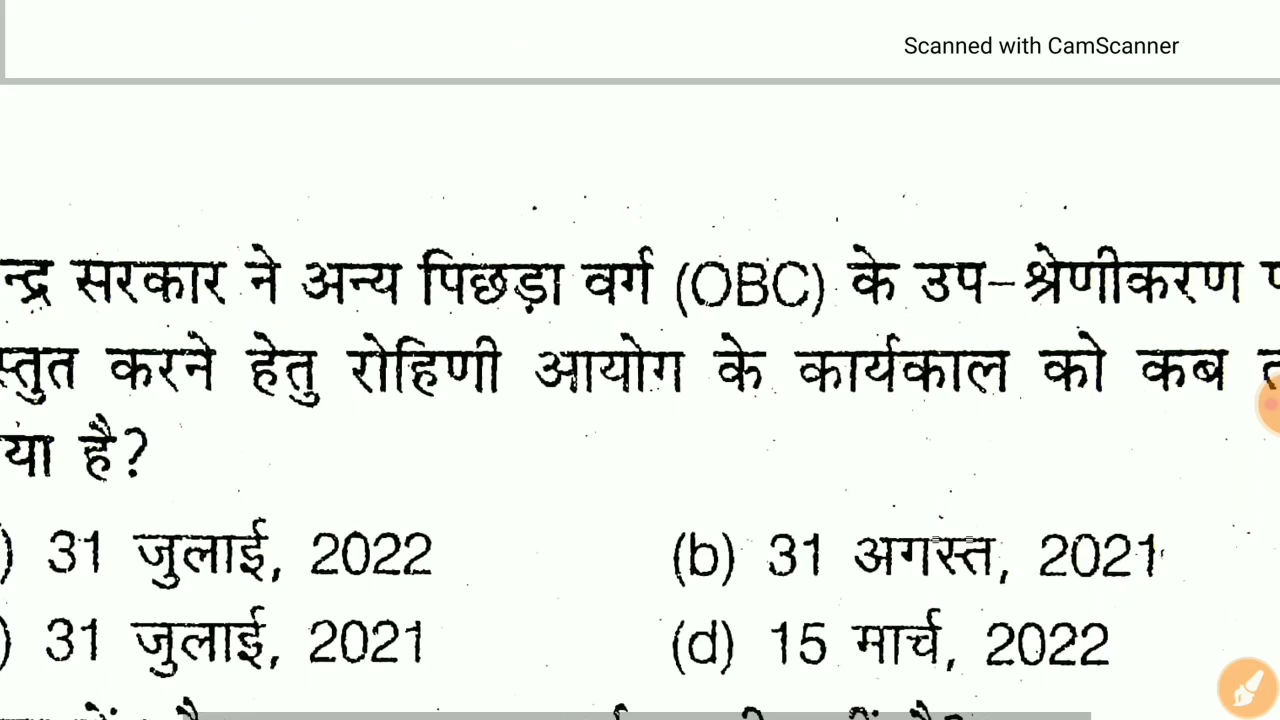 Scanned with CamScanner
न्द्र सरकार ने अन्य पिछड़ा वर्ग (OBC) के उप-श्रेणीकरण
स्तुत करने हेतु रोहिणी आयोग के कार्यकाल को कब
या है?
) 31 जुलाई, 2022 (b) 31 अगस्त, 2021
) 31 जुलाई, 2021 (d) 15 मार्च, 2022